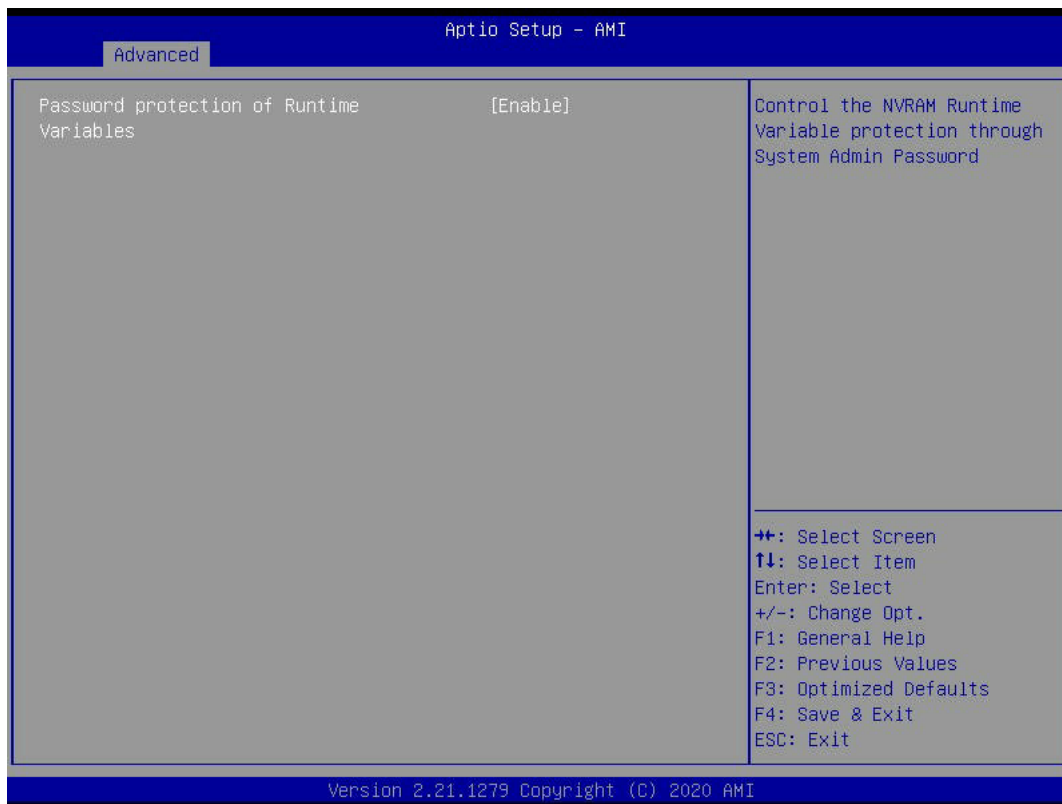 Aptio Setup – AMI
Advanced
Password protection of Runtime Variables [Enable]
Control the NVRAM Runtime
Variable protection through
System Admin Password
→←: Select Screen
↑↓: Select Item
Enter: Select
+/-: Change Opt.
F1: General Help
F2: Previous Values
F3: Optimized Defaults
F4: Save & Exit
ESC: Exit
Version 2.21.1279 Copyright (C) 2020 AMI